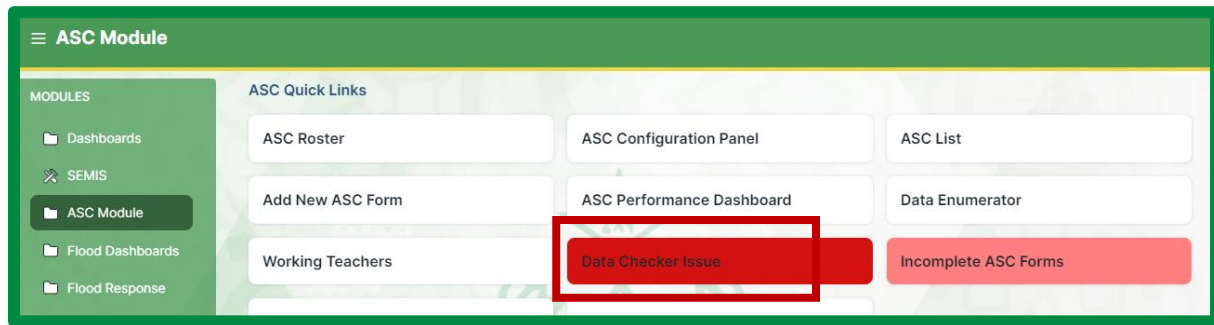 ASC Module
MODULES
Dashboards
SEMIS
ASC Module
Flood Dashboards
Flood Response
ASC Quick Links
ASC Roster
ASC Configuration Panel
ASC List
Add New ASC Form
ASC Performance Dashboard
Data Enumerator
Working Teachers
Data Checker Issue
Incomplete ASC Forms